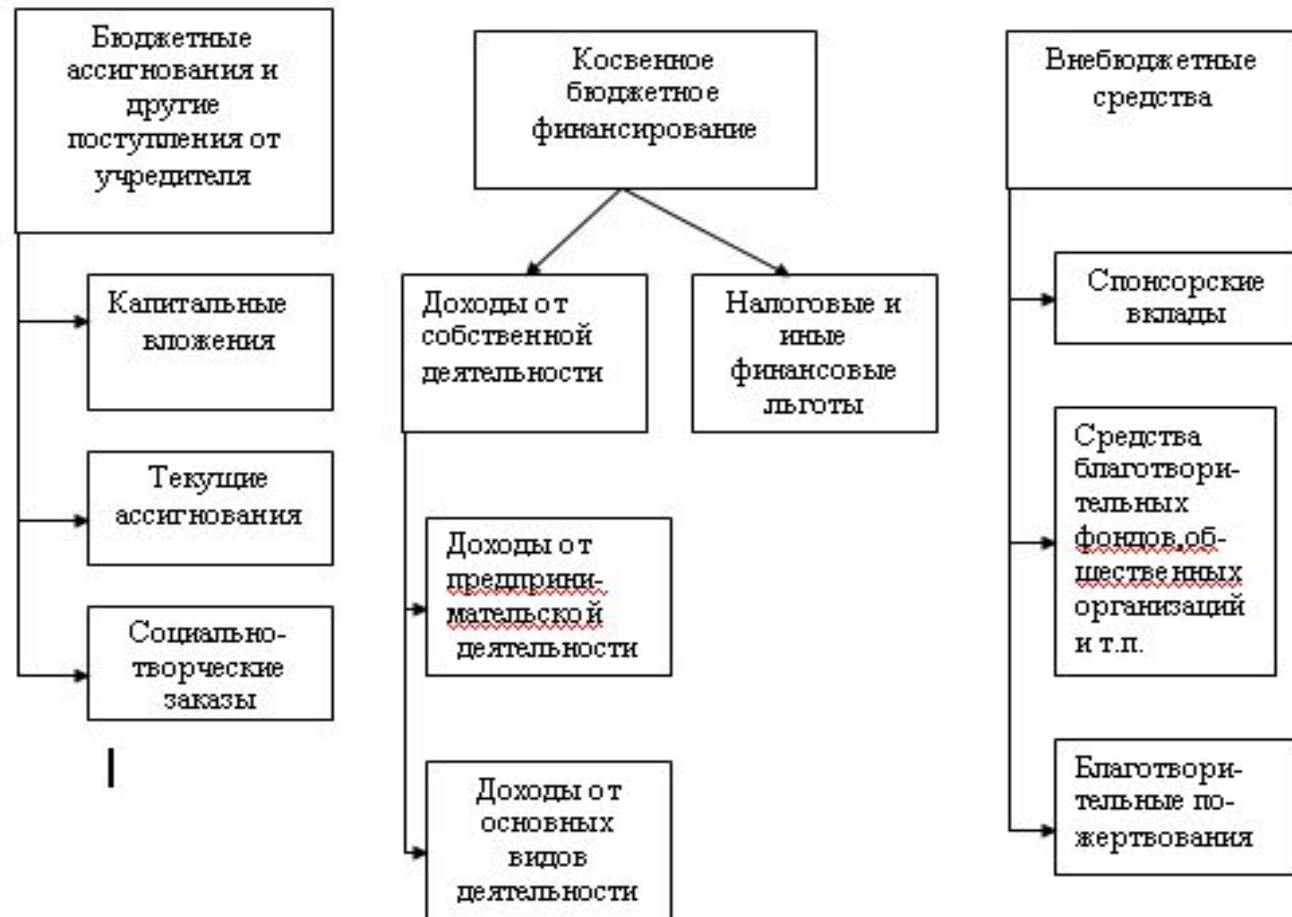 Бюджетные
ассигнования и
другие
поступления от
учредителя
Капитальные
вложения
Текущие
ассигнования
Социально-
творческие
заказы
Косвенное
бюджетное
финансирование
Доходы от
собственной
деятельности
Налоговые и
иные
финансовые
льготы
Доходы от
предприни-
мательской
деятельности
Доходы от
основных
видов
деятельности
Внебюджетные
средства
Спонсорские
вклады
Средства
благотвори-
тельных
фондов,об-
щественных
организаций
и т.п.
Благотвори-
тельные по-
жертвования